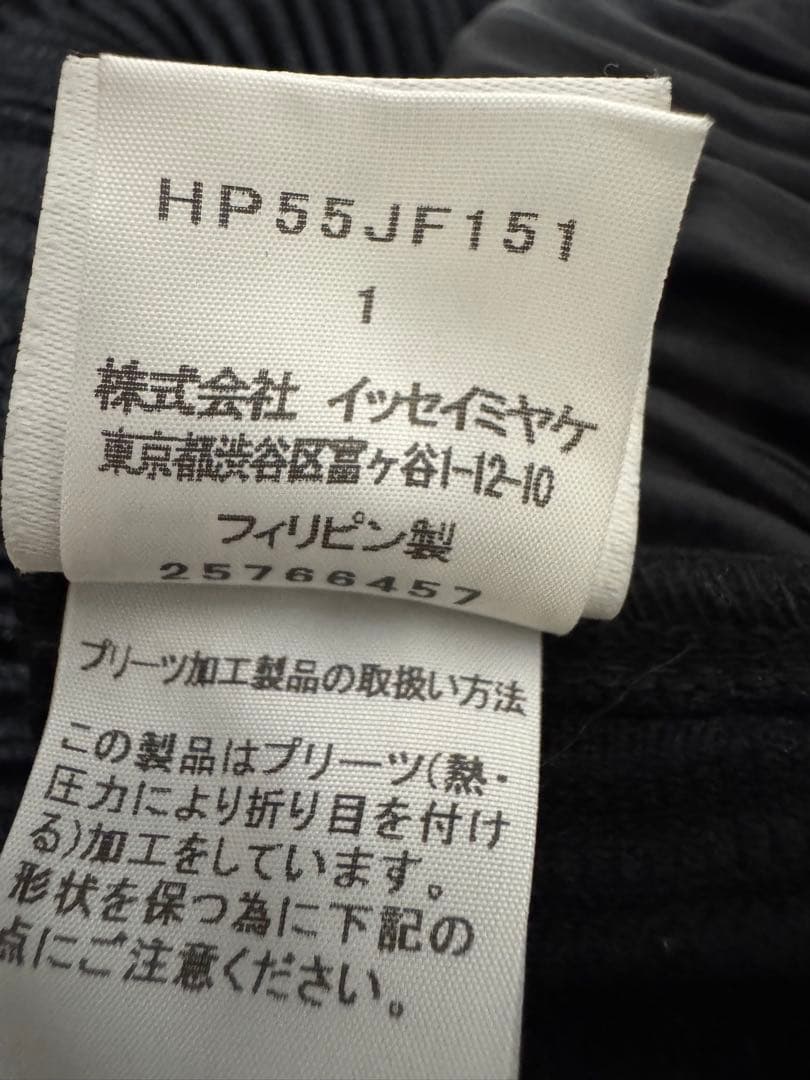 HP55JF151
1
株式会社 イッセイミヤケ
東京都渋谷区富ヶ谷1-12-10
フィリピン製
25766457
プリーツ加工製品の取扱い方法
この製品はプリーツ(熱・
圧力により折り目を付け
る)加工をしています。
形状を保つ為に下記の
点にご注意ください。